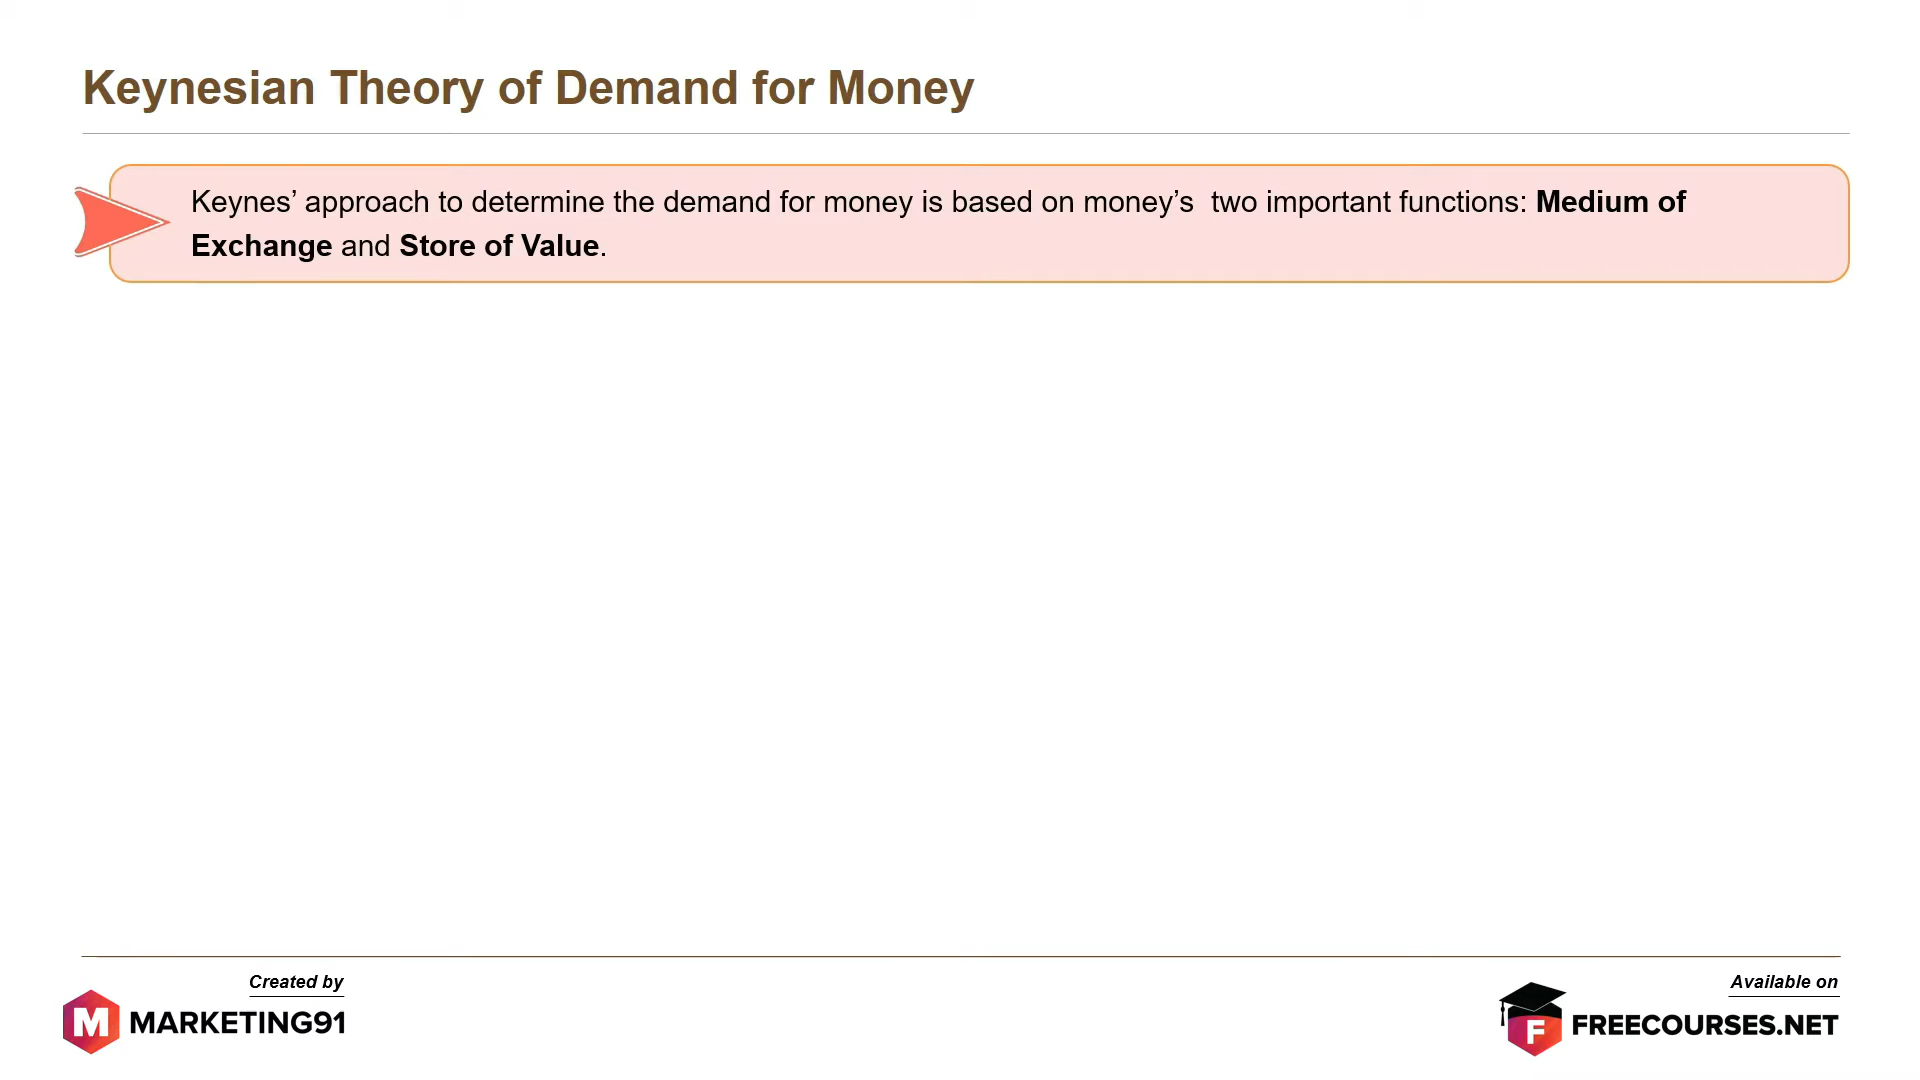 Keynesian Theory of Demand for Money
Keynes’ approach to determine the demand for money is based on money’s  two important functions: Medium of
Exchange and Store of Value.
Created by
M MARKETING91
Available on
F FREECOURSES.NET